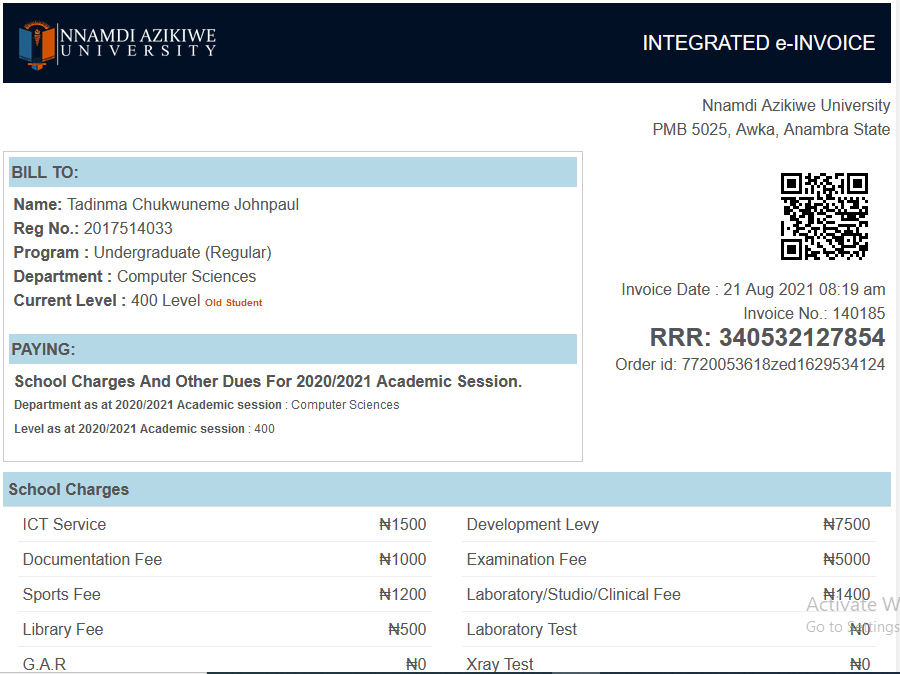 NNAMDI AZIKIWE
UNIVERSITY
INTEGRATED e-INVOICE
Nnamdi Azikiwe University
PMB 5025, Awka, Anambra State
BILL TO:
Name: Tadinma Chukwuneme Johnpaul
Reg No.: 2017514033
Program : Undergraduate (Regular)
Department : Computer Sciences
Current Level : 400 Level Old Student
Invoice Date : 21 Aug 2021 08:19 am
Invoice No.: 140185
RRR: 340532127854
Order id: 7720053618zed1629534124
PAYING:
School Charges And Other Dues For 2020/2021 Academic Session.
Department as at 2020/2021 Academic session : Computer Sciences
Level as at 2020/2021 Academic session : 400
School Charges
ICT Service ₦1500 Development Levy ₦7500
Documentation Fee ₦1000 Examination Fee ₦5000
Sports Fee ₦1200 Laboratory/Studio/Clinical Fee ₦1400
Library Fee ₦500 Laboratory Test ₦0
G.A.R ₦0 Xray Test ₦0
Activate W
Go to Settings